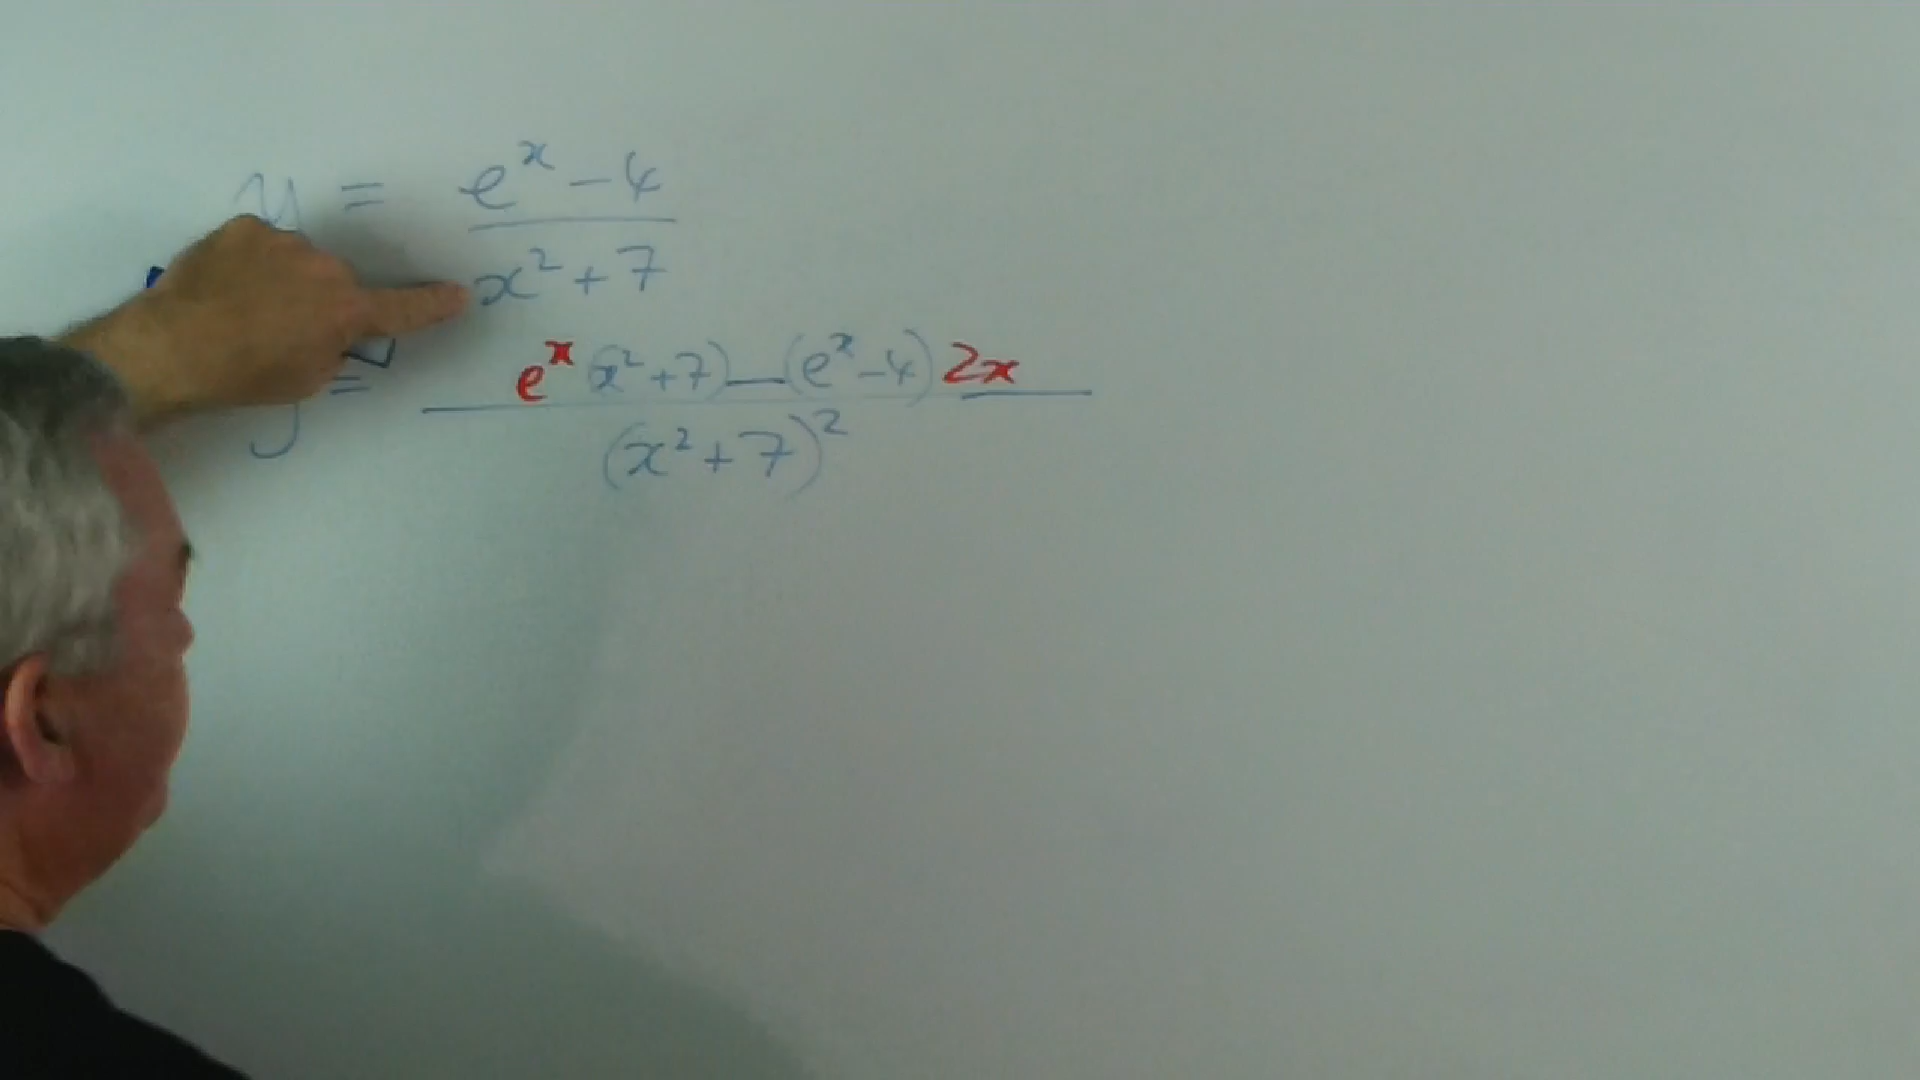 y = (e^x - 4)/(x² + 7)
y = (e^x (x² + 7) - (e^x - 4) 2x)/(x² + 7)²